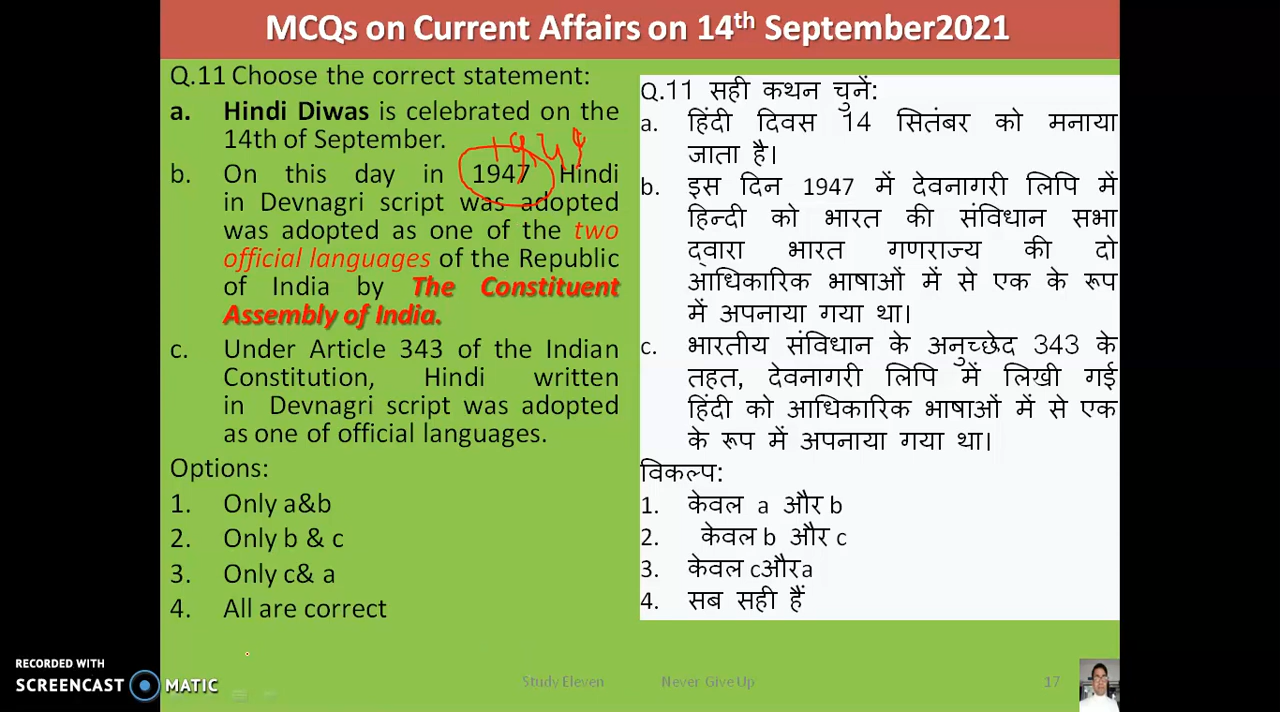 MCQs on Current Affairs on 14th September2021
Q.11 Choose the correct statement:
a. Hindi Diwas is celebrated on the
14th of September.
1949
b. On this day in 1947 Hindi
in Devnagri script was adopted
was adopted as one of the two
official languages of the Republic
of India by The Constituent
Assembly of India.
c. Under Article 343 of the Indian
Constitution, Hindi written
in Devnagri script was adopted
as one of official languages.
Options:
1. Only a&b
2. Only b & c
3. Only c& a
4. All are correct
Q.11 सही कथन चुनें:
a. हिंदी दिवस 14 सितंबर को मनाया
जाता है।
b. इस दिन 1947 में देवनागरी लिपि में
हिन्दी को भारत की संविधान सभा
द्वारा भारत गणराज्य की दो
आधिकारिक भाषाओं में से एक के रूप
में अपनाया गया था।
c. भारतीय संविधान के अनुच्छेद 343 के
तहत, देवनागरी लिपि में लिखी गई
हिंदी को आधिकारिक भाषाओं में से एक
के रूप में अपनाया गया था।
विकल्प:
1. केवल a और b
2. केवल b और c
3. केवल cऔरa
4. सब सही हैं
RECORDED WITH
SCREENCAST MATIC
Study Eleven Never Give Up 17